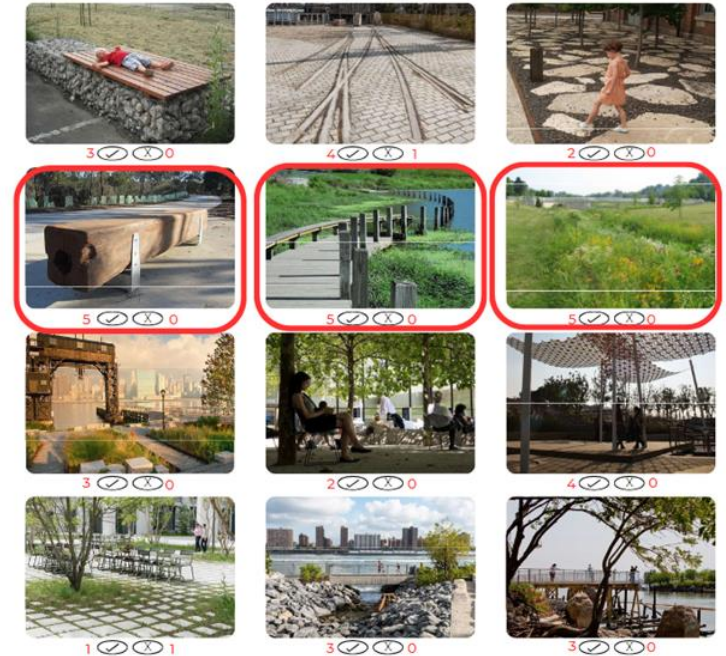 3 ✓ X 0
4 ✓ X 1
2 ✓ X 0
5 ✓ X 0
5 ✓ X 0
5 ✓ X 0
3 ✓ X 0
2 ✓ X 0
4 ✓ X 0
1 ✓ X 1
3 ✓ X 0
3 ✓ X 0